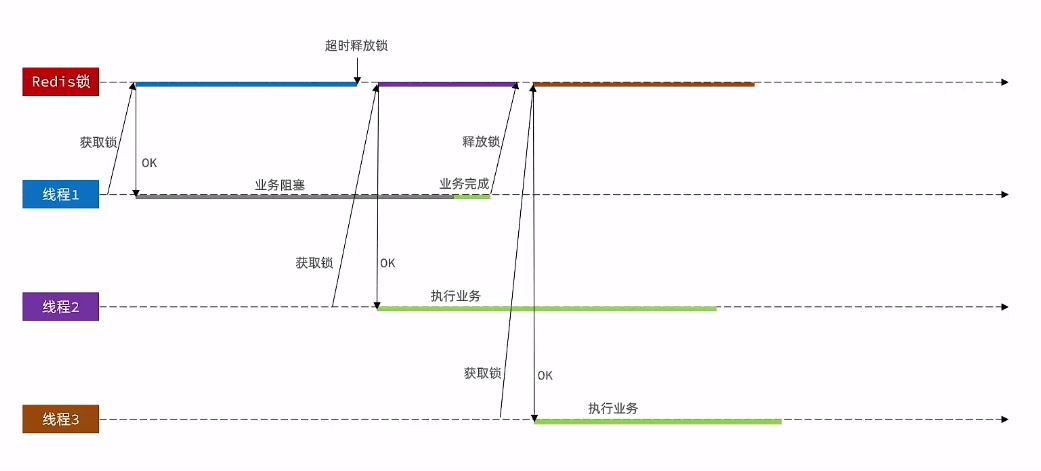 超时释放锁
Redis锁
获取锁
OK
释放锁
线程1
业务阻塞
业务完成
获取锁
OK
线程2
执行业务
获取锁
OK
线程3
执行业务